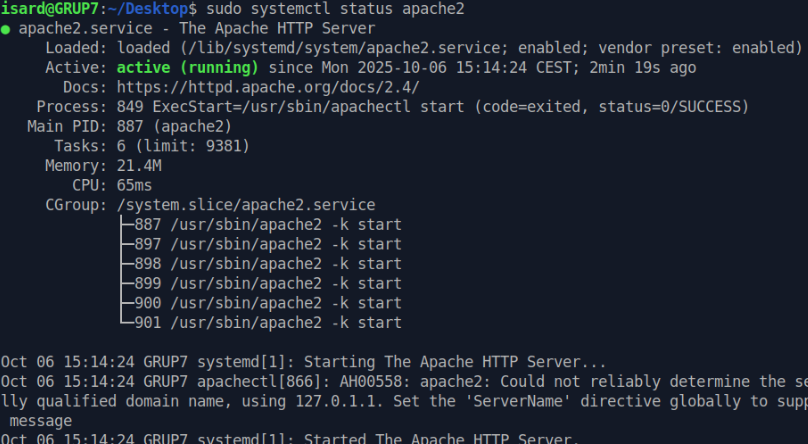 isard@GRUP7:~/Desktop$ sudo systemctl status apache2
● apache2.service - The Apache HTTP Server
Loaded: loaded (/lib/systemd/system/apache2.service; enabled; vendor preset: enabled)
Active: active (running) since Mon 2025-10-06 15:14:24 CEST; 2min 19s ago
Docs: https://httpd.apache.org/docs/2.4/
Process: 849 ExecStart=/usr/sbin/apachectl start (code=exited, status=0/SUCCESS)
Main PID: 887 (apache2)
Tasks: 6 (limit: 9381)
Memory: 21.4M
CPU: 65ms
CGroup: /system.slice/apache2.service
├─887 /usr/sbin/apache2 -k start
├─897 /usr/sbin/apache2 -k start
├─898 /usr/sbin/apache2 -k start
├─899 /usr/sbin/apache2 -k start
├─900 /usr/sbin/apache2 -k start
└─901 /usr/sbin/apache2 -k start
Oct 06 15:14:24 GRUP7 systemd[1]: Starting The Apache HTTP Server...
Oct 06 15:14:24 GRUP7 apachectl[866]: AH00558: apache2: Could not reliably determine the se
lly qualified domain name, using 127.0.1.1. Set the 'ServerName' directive globally to supp
message
Oct 06 15:14:24 GRUP7 systemd[1]: Started The Apache HTTP Server.